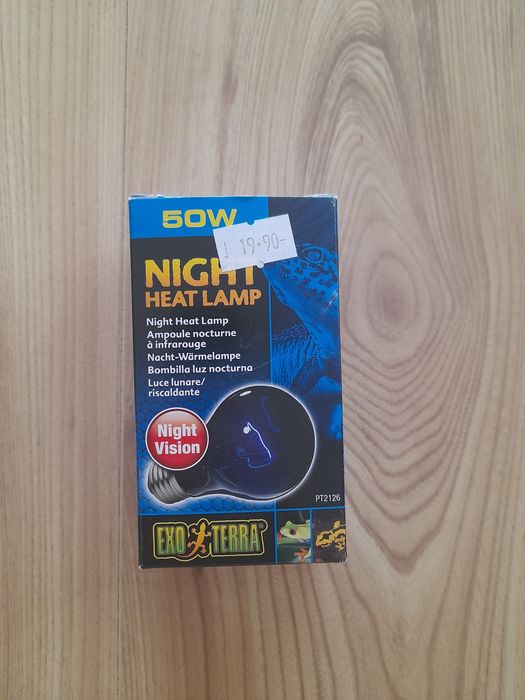 50W
! 19.90-
NIGHT
HEAT LAMP
Night Heat Lamp
Ampoule nocturne
à infrarouge
Nacht-Wärmelampe
Bombilla luz nocturna
Luce lunare/
riscaldante
Night
Vision
PT2126
EXO TERRA